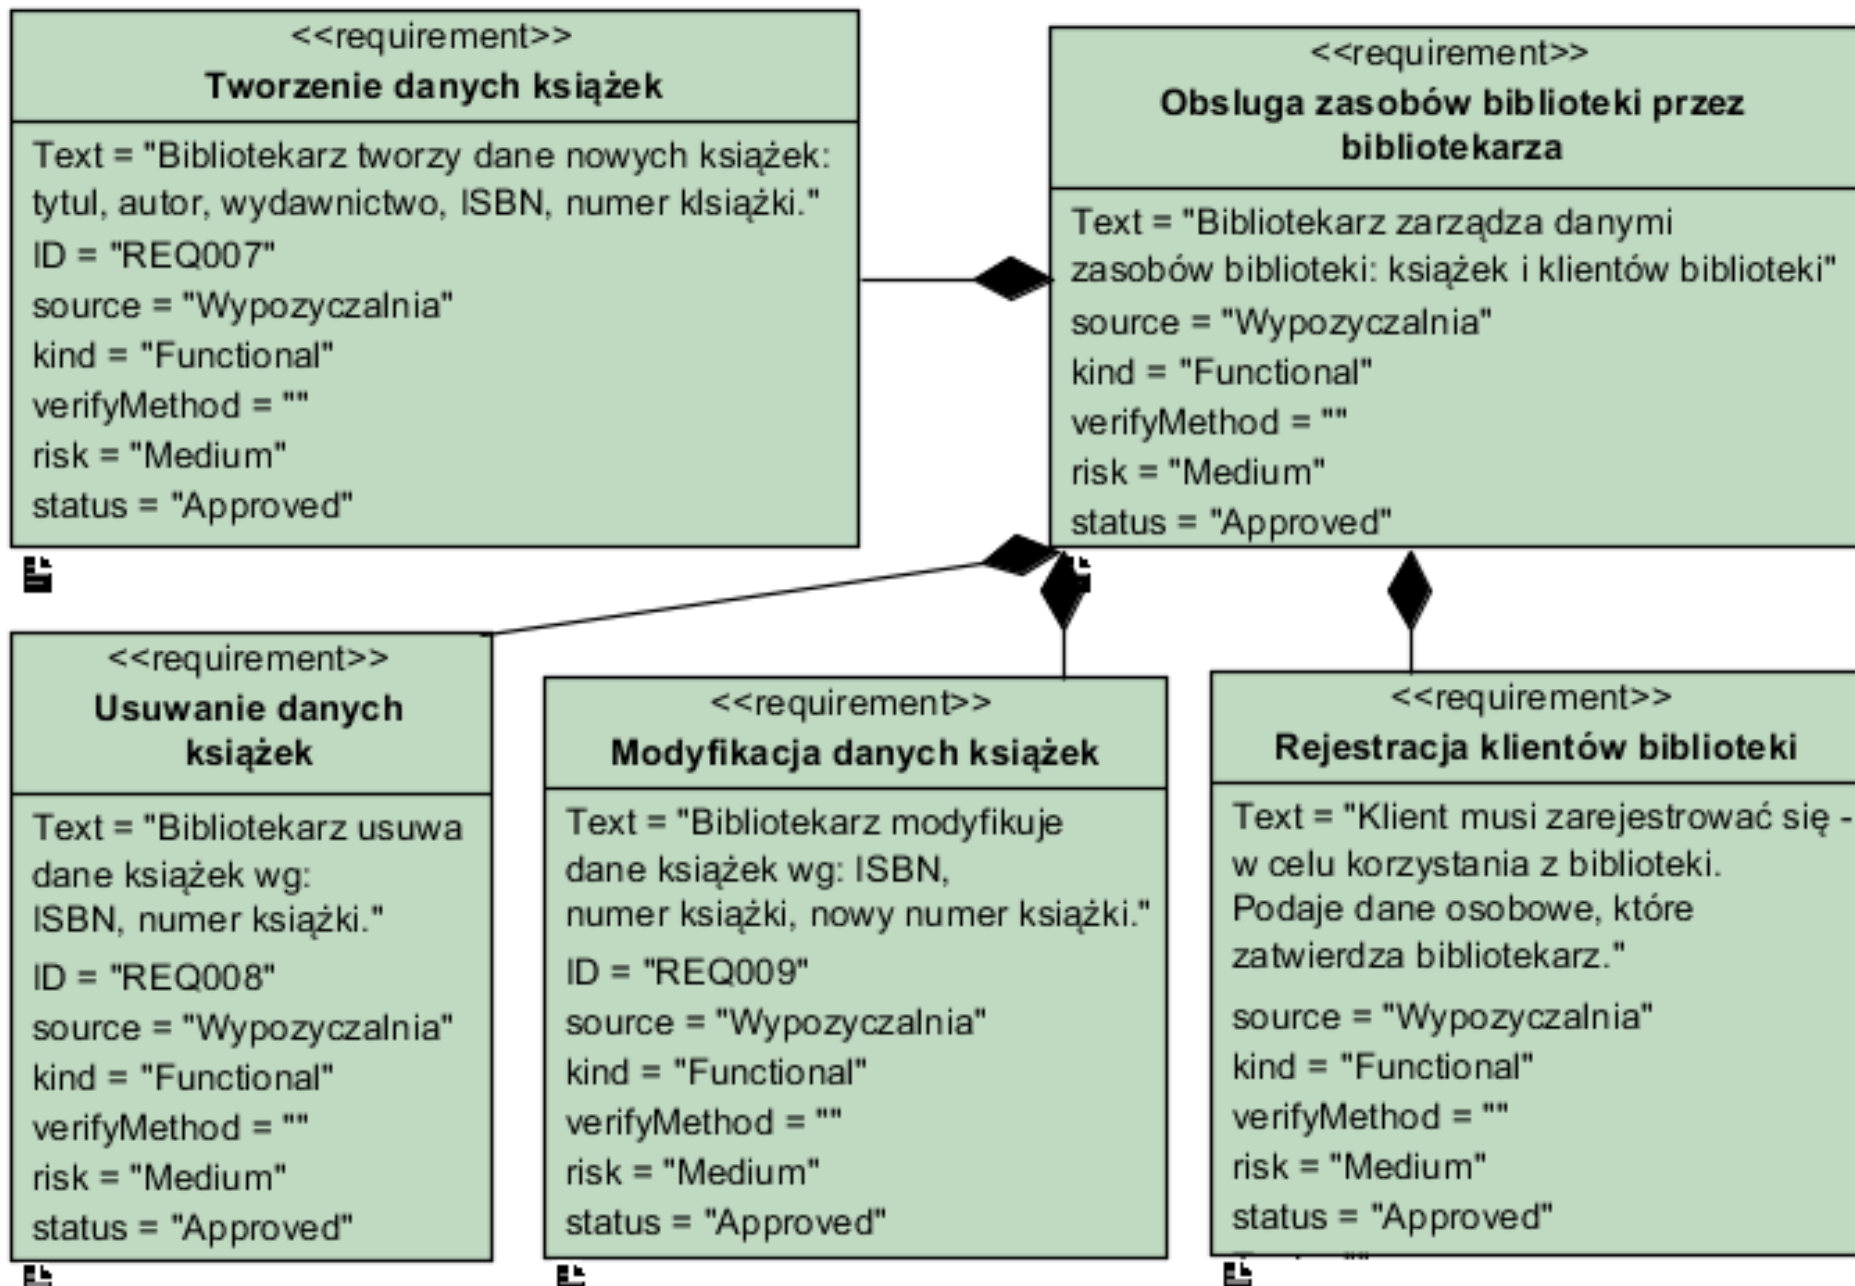 <<requirement>>
Tworzenie danych książek
Text = "Bibliotekarz tworzy dane nowych książek:
tytul, autor, wydawnictwo, ISBN, numer klsiążki."
ID = "REQ007"
source = "Wypozyczalnia"
kind = "Functional"
verifyMethod = ""
risk = "Medium"
status = "Approved"
<<requirement>>
Obsluga zasobów biblioteki przez
bibliotekarza
Text = "Bibliotekarz zarządza danymi
zasobów biblioteki: książek i klientów biblioteki"
source = "Wypozyczalnia"
kind = "Functional"
verifyMethod = ""
risk = "Medium"
status = "Approved"
<<requirement>>
Usuwanie danych
książek
Text = "Bibliotekarz usuwa
dane książek wg:
ISBN, numer książki."
ID = "REQ008"
source = "Wypozyczalnia"
kind = "Functional"
verifyMethod = ""
risk = "Medium"
status = "Approved"
<<requirement>>
Modyfikacja danych książek
Text = "Bibliotekarz modyfikuje
dane książek wg: ISBN,
numer książki, nowy numer książki."
ID = "REQ009"
source = "Wypozyczalnia"
kind = "Functional"
verifyMethod = ""
risk = "Medium"
status = "Approved"
<<requirement>>
Rejestracja klientów biblioteki
Text = "Klient musi zarejestrować się -
w celu korzystania z biblioteki.
Podaje dane osobowe, które
zatwierdza bibliotekarz."
source = "Wypozyczalnia"
kind = "Functional"
verifyMethod = ""
risk = "Medium"
status = "Approved"